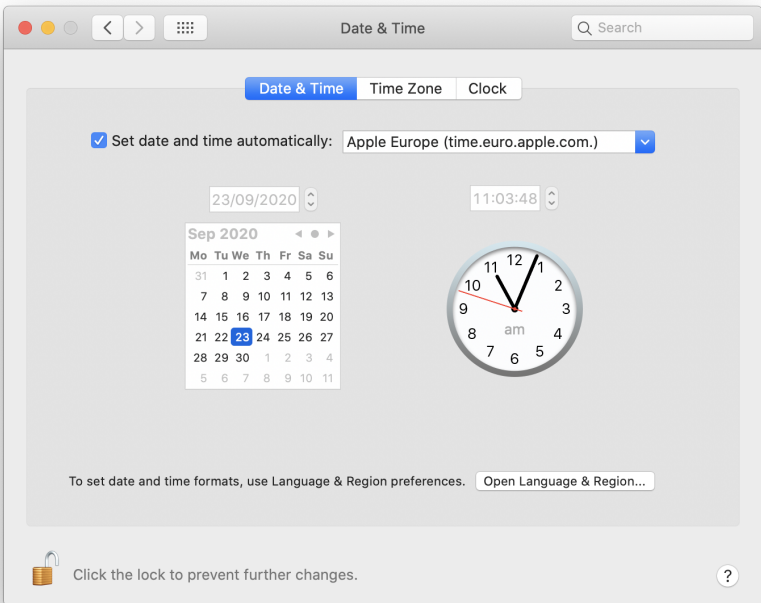 Date & Time
Search
Date & Time Time Zone Clock
Set date and time automatically: Apple Europe (time.euro.apple.com.)
23/09/2020
11:03:48
Sep 2020
Mo Tu We Th Fr Sa Su
31 1 2 3 4 5 6
7 8 9 10 11 12 13
14 15 16 17 18 19 20
21 22 23 24 25 26 27
28 29 30 1 2 3 4
5 6 7 8 9 10 11
12
11 1
10 2
9 3
am
8 4
7 5
6
To set date and time formats, use Language & Region preferences. Open Language & Region...
Click the lock to prevent further changes.
?